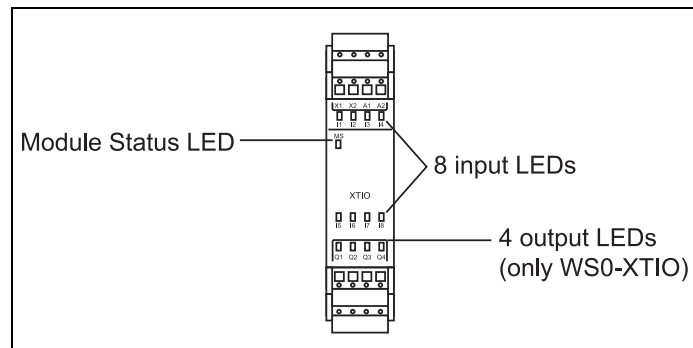 X1 X2 A1 A2
I1 I2 I3 I4
MS
Module Status LED
8 input LEDs
XTIO
I5 I6 I7 I8
Q1 Q2 Q3 Q4
4 output LEDs
(only WS0-XTIO)